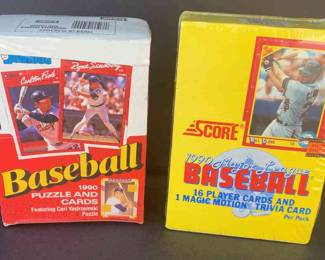 DONRUSS
Carlton Fisk
Ryne Sandberg
Baseball
1990
PUZZLE AND
CARDS
Featuring Carl Yastrzemski
Puzzle
SCORE
1990 Major League
BASEBALL
16 PLAYER CARDS AND
1 MAGIC MOTION TRIVIA CARD
Per Pack